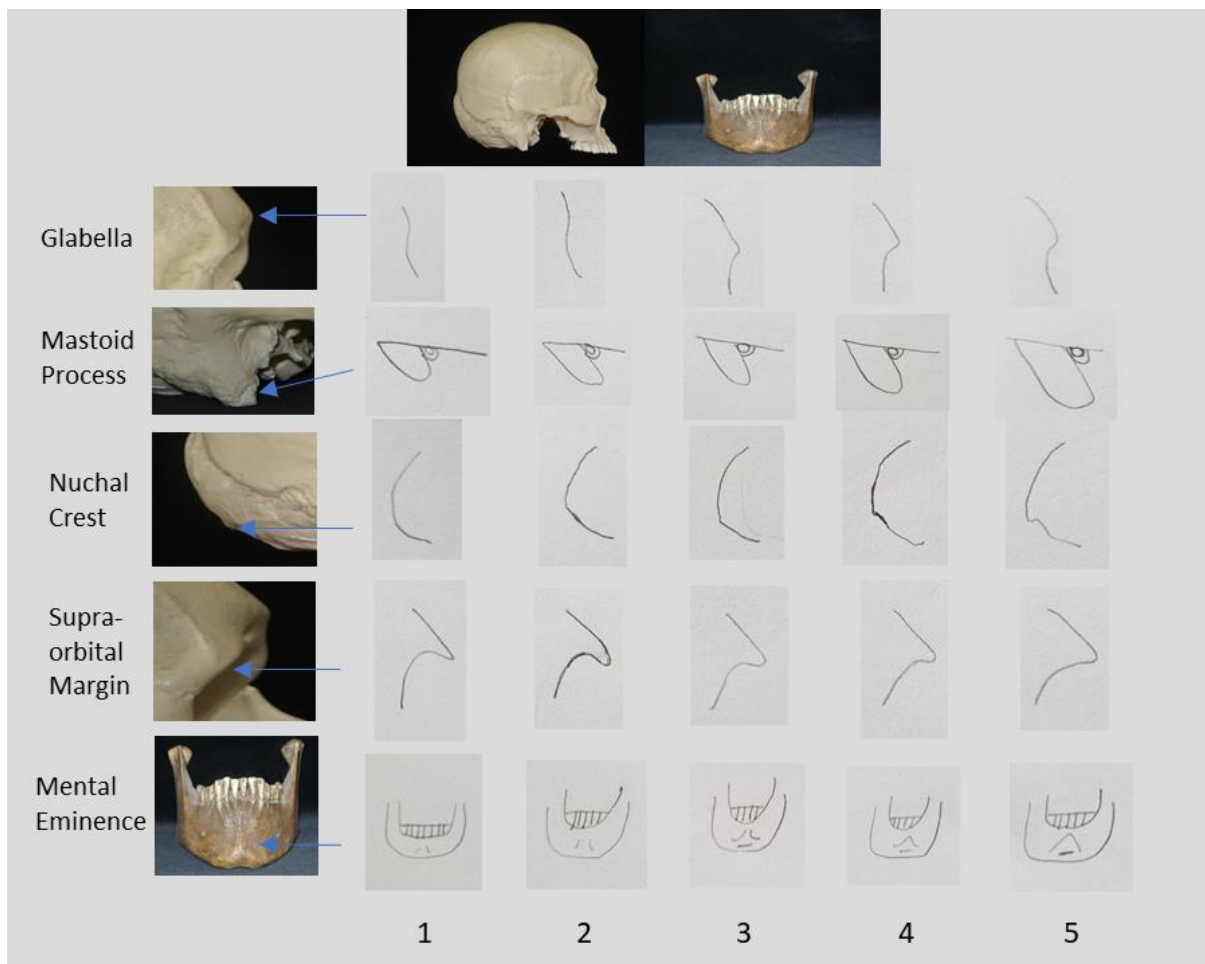 Glabella
Mastoid
Process
Nuchal
Crest
Supra-
orbital
Margin
Mental
Eminence
1 2 3 4 5